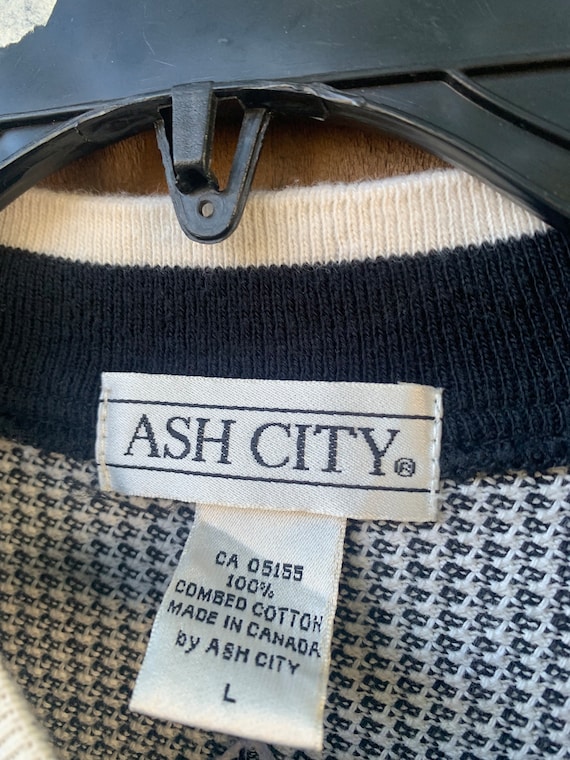 ASH CITY®
CA 05155
100%
COMBED COTTON
MADE IN CANADA
by ASH CITY
L